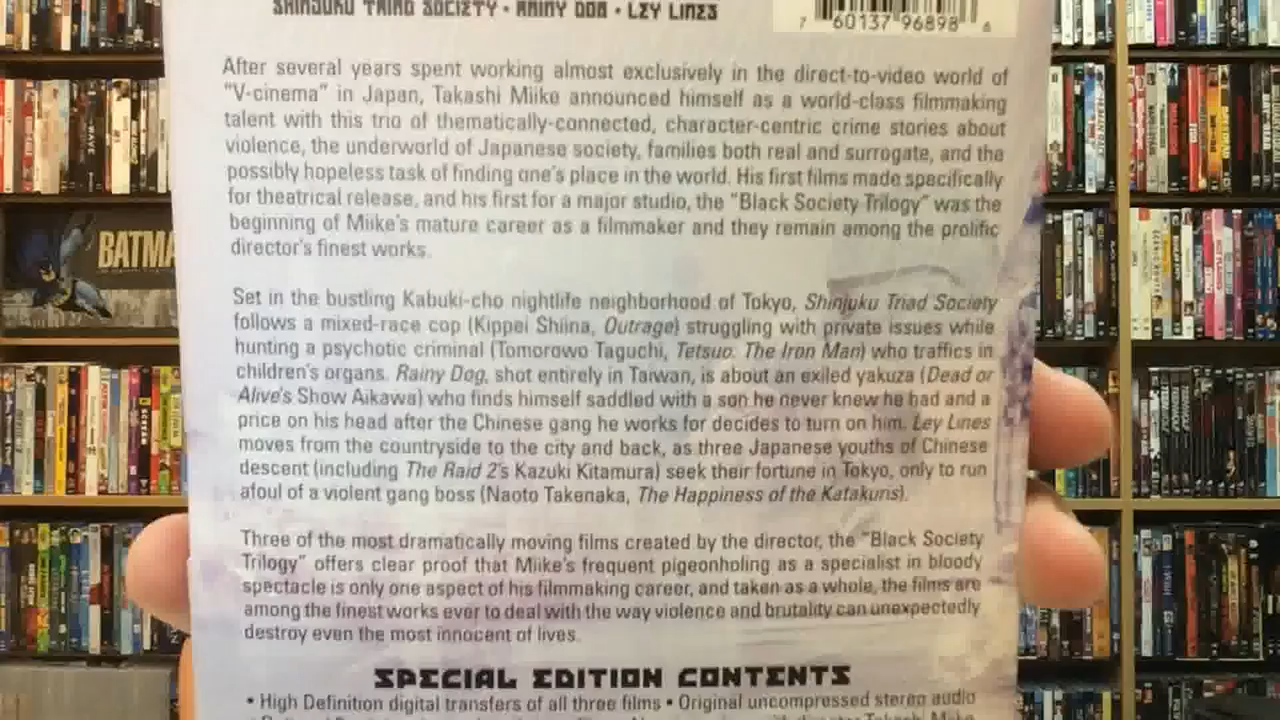 SHINJUKU TRIAD SOCIETY • RAINY DOG • LEY LINES
7 60137 96898 6
After several years spent working almost exclusively in the direct-to-video world of
"V-cinema" in Japan, Takashi Miike announced himself as a world-class filmmaking
talent with this trio of thematically-connected, character-centric crime stories about
violence, the underworld of Japanese society, families both real and surrogate, and the
possibly hopeless task of finding one's place in the world. His first films made specifically
for theatrical release, and his first for a major studio, the "Black Society Trilogy" was the
beginning of Miike's mature career as a filmmaker and they remain among the prolific
director's finest works.
Set in the bustling Kabuki-cho nightlife neighborhood of Tokyo, Shinjuku Triad Society
follows a mixed-race cop (Kippei Shiina, Outrage) struggling with private issues while
hunting a psychotic criminal (Tomorowo Taguchi, Tetsuo: The Iron Man) who traffics in
children's organs. Rainy Dog, shot entirely in Taiwan, is about an exiled yakuza (Dead or
Alive's Show Aikawa) who finds himself saddled with a son he never knew he had and a
price on his head after the Chinese gang he works for decides to turn on him. Ley Lines
moves from the countryside to the city and back, as three Japanese youths of Chinese
descent (including The Raid 2's Kazuki Kitamura) seek their fortune in Tokyo, only to run
afoul of a violent gang boss (Naoto Takenaka, The Happiness of the Katakuris).
Three of the most dramatically moving films created by the director, the "Black Society
Trilogy" offers clear proof that Miike's frequent pigeonholing as a specialist in bloody
spectacle is only one aspect of his filmmaking career, and taken as a whole, the films are
among the finest works ever to deal with the way violence and brutality can unexpectedly
destroy even the most innocent of lives.
SPECIAL EDITION CONTENTS
• High Definition digital transfers of all three films • Original uncompressed stereo audio
BATMA